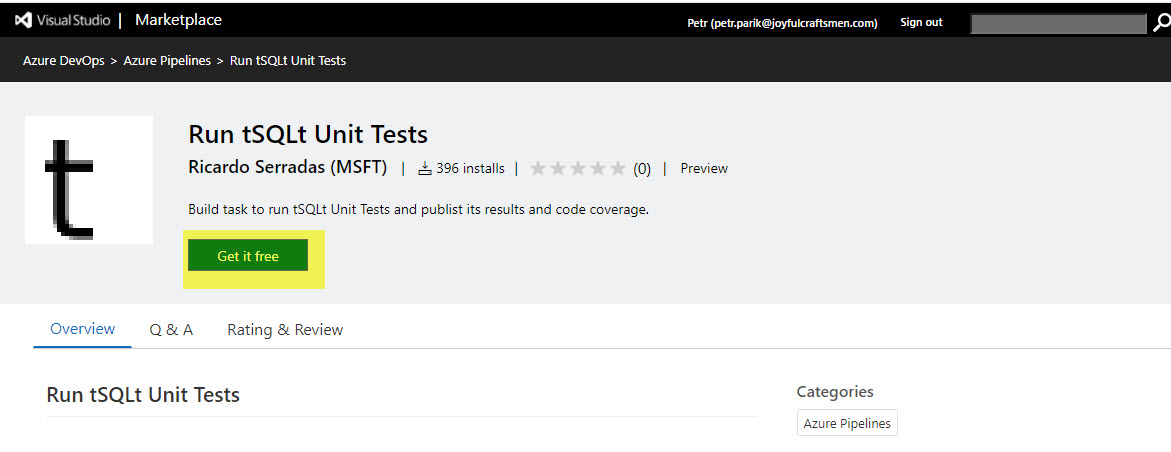 Visual Studio | Marketplace
Petr (petr.parik@joyfulcraftsmen.com) Sign out
Azure DevOps > Azure Pipelines > Run tSQLt Unit Tests
t
Run tSQLt Unit Tests
Ricardo Serradas (MSFT) | 396 installs | (0) | Preview
Build task to run tSQLt Unit Tests and publist its results and code coverage.
Get it free
Overview Q & A Rating & Review
Run tSQLt Unit Tests
Categories
Azure Pipelines